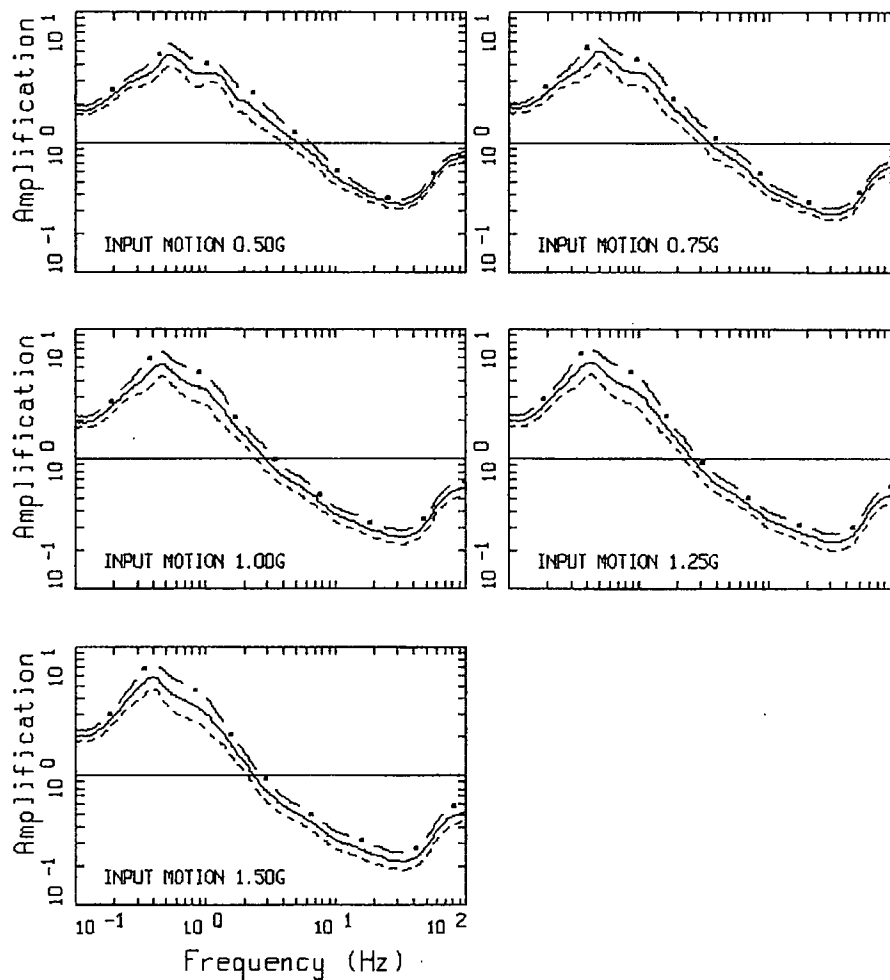 Amplification
10^1
10^0
10^-1
INPUT MOTION 0.50G
10^1
10^0
10^-1
INPUT MOTION 0.75G
Amplification
10^1
10^0
10^-1
INPUT MOTION 1.00G
10^1
10^0
10^-1
INPUT MOTION 1.25G
Amplification
10^1
10^0
10^-1
INPUT MOTION 1.50G
10^-1
10^0
10^1
10^2
Frequency (Hz)